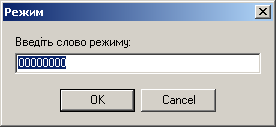 Режим
Введіть слово режиму:
00000000
OK
Cancel